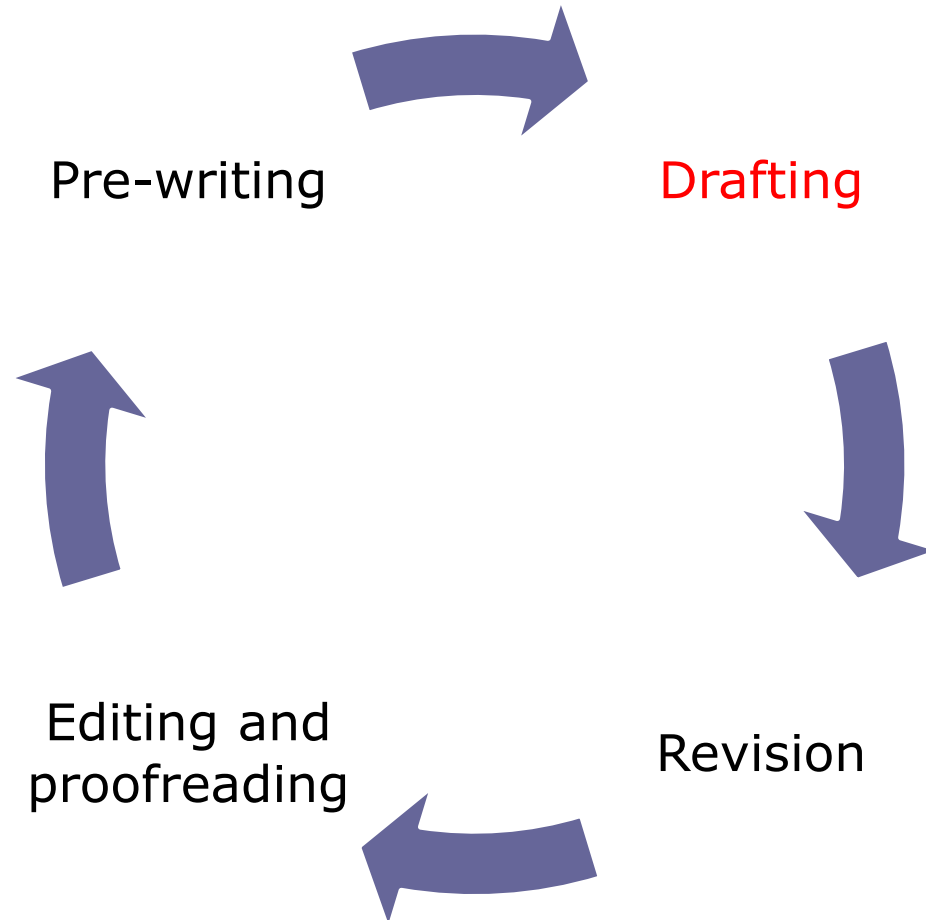 Pre-writing
Drafting
Editing and
proofreading
Revision